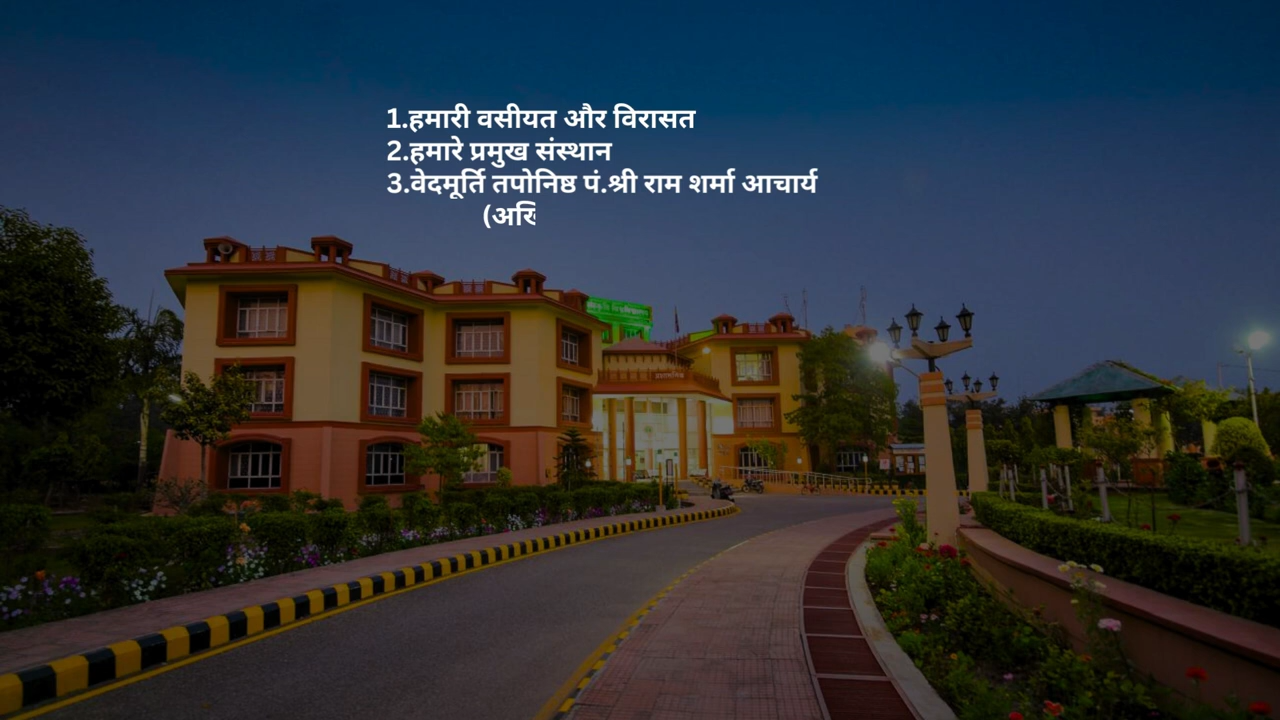 1.हमारी वसीयत और विरासत
2.हमारे प्रमुख संस्थान
3.वेदमूर्ति तपोनिष्ठ पं.श्री राम शर्मा आचार्य